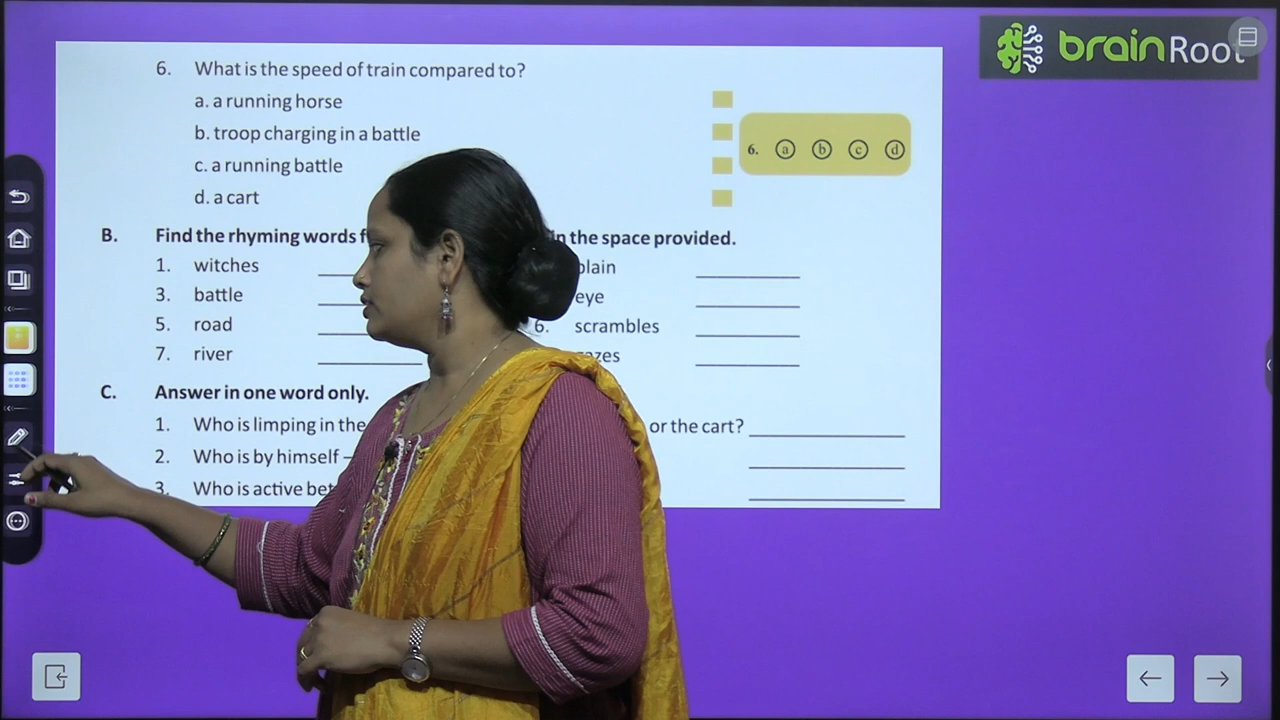 brainRoot
6. What is the speed of train compared to?
a. a running horse
b. troop charging in a battle
c. a running battle
d. a cart
6. a b c d
B. Find the rhyming words in the space provided.
1. witches
plain
3. battle
eye
5. road
6. scrambles
7. river
C. Answer in one word only.
1. Who is limping in the or the cart?
2. Who is by himself –
3. Who is active